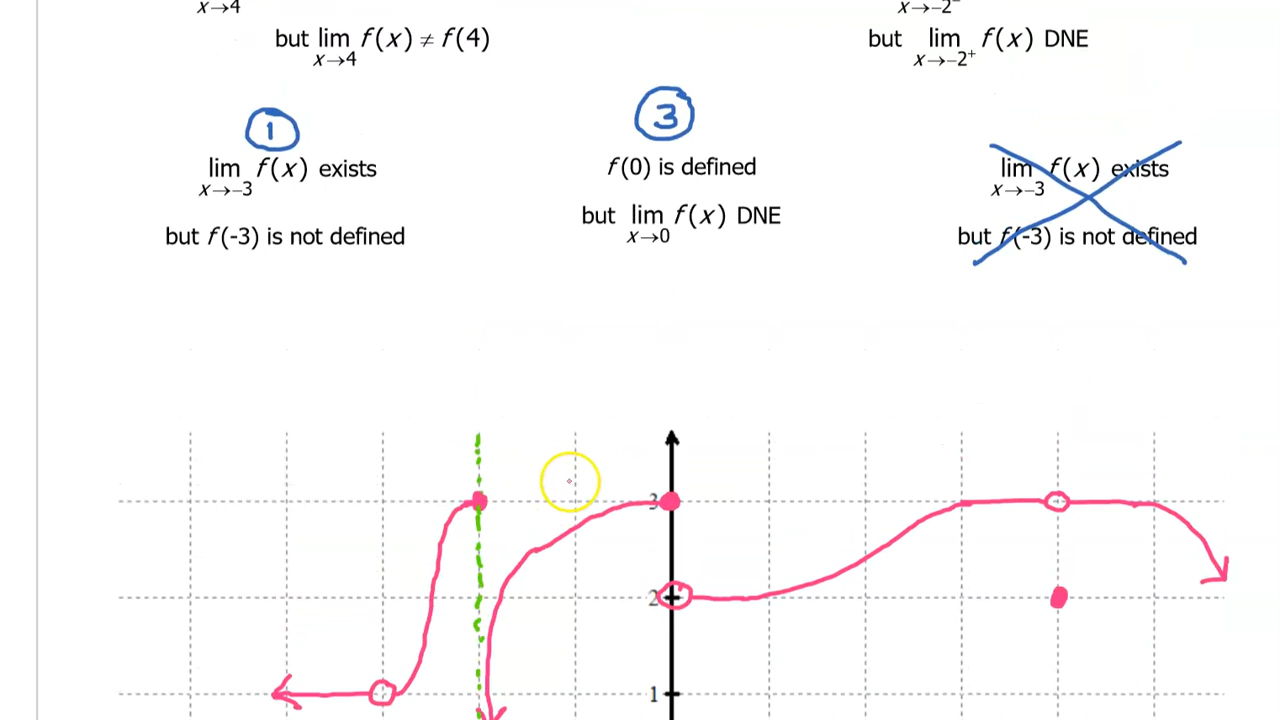 x→4
x→-2⁻
but lim f(x) ≠ f(4)
x→4
but lim f(x) DNE
x→-2⁺
1
3
lim f(x) exists
x→-3
but f(-3) is not defined
f(0) is defined
but lim f(x) DNE
x→0
lim f(x) exists
x→-3
but f(-3) is not defined
3
2
1